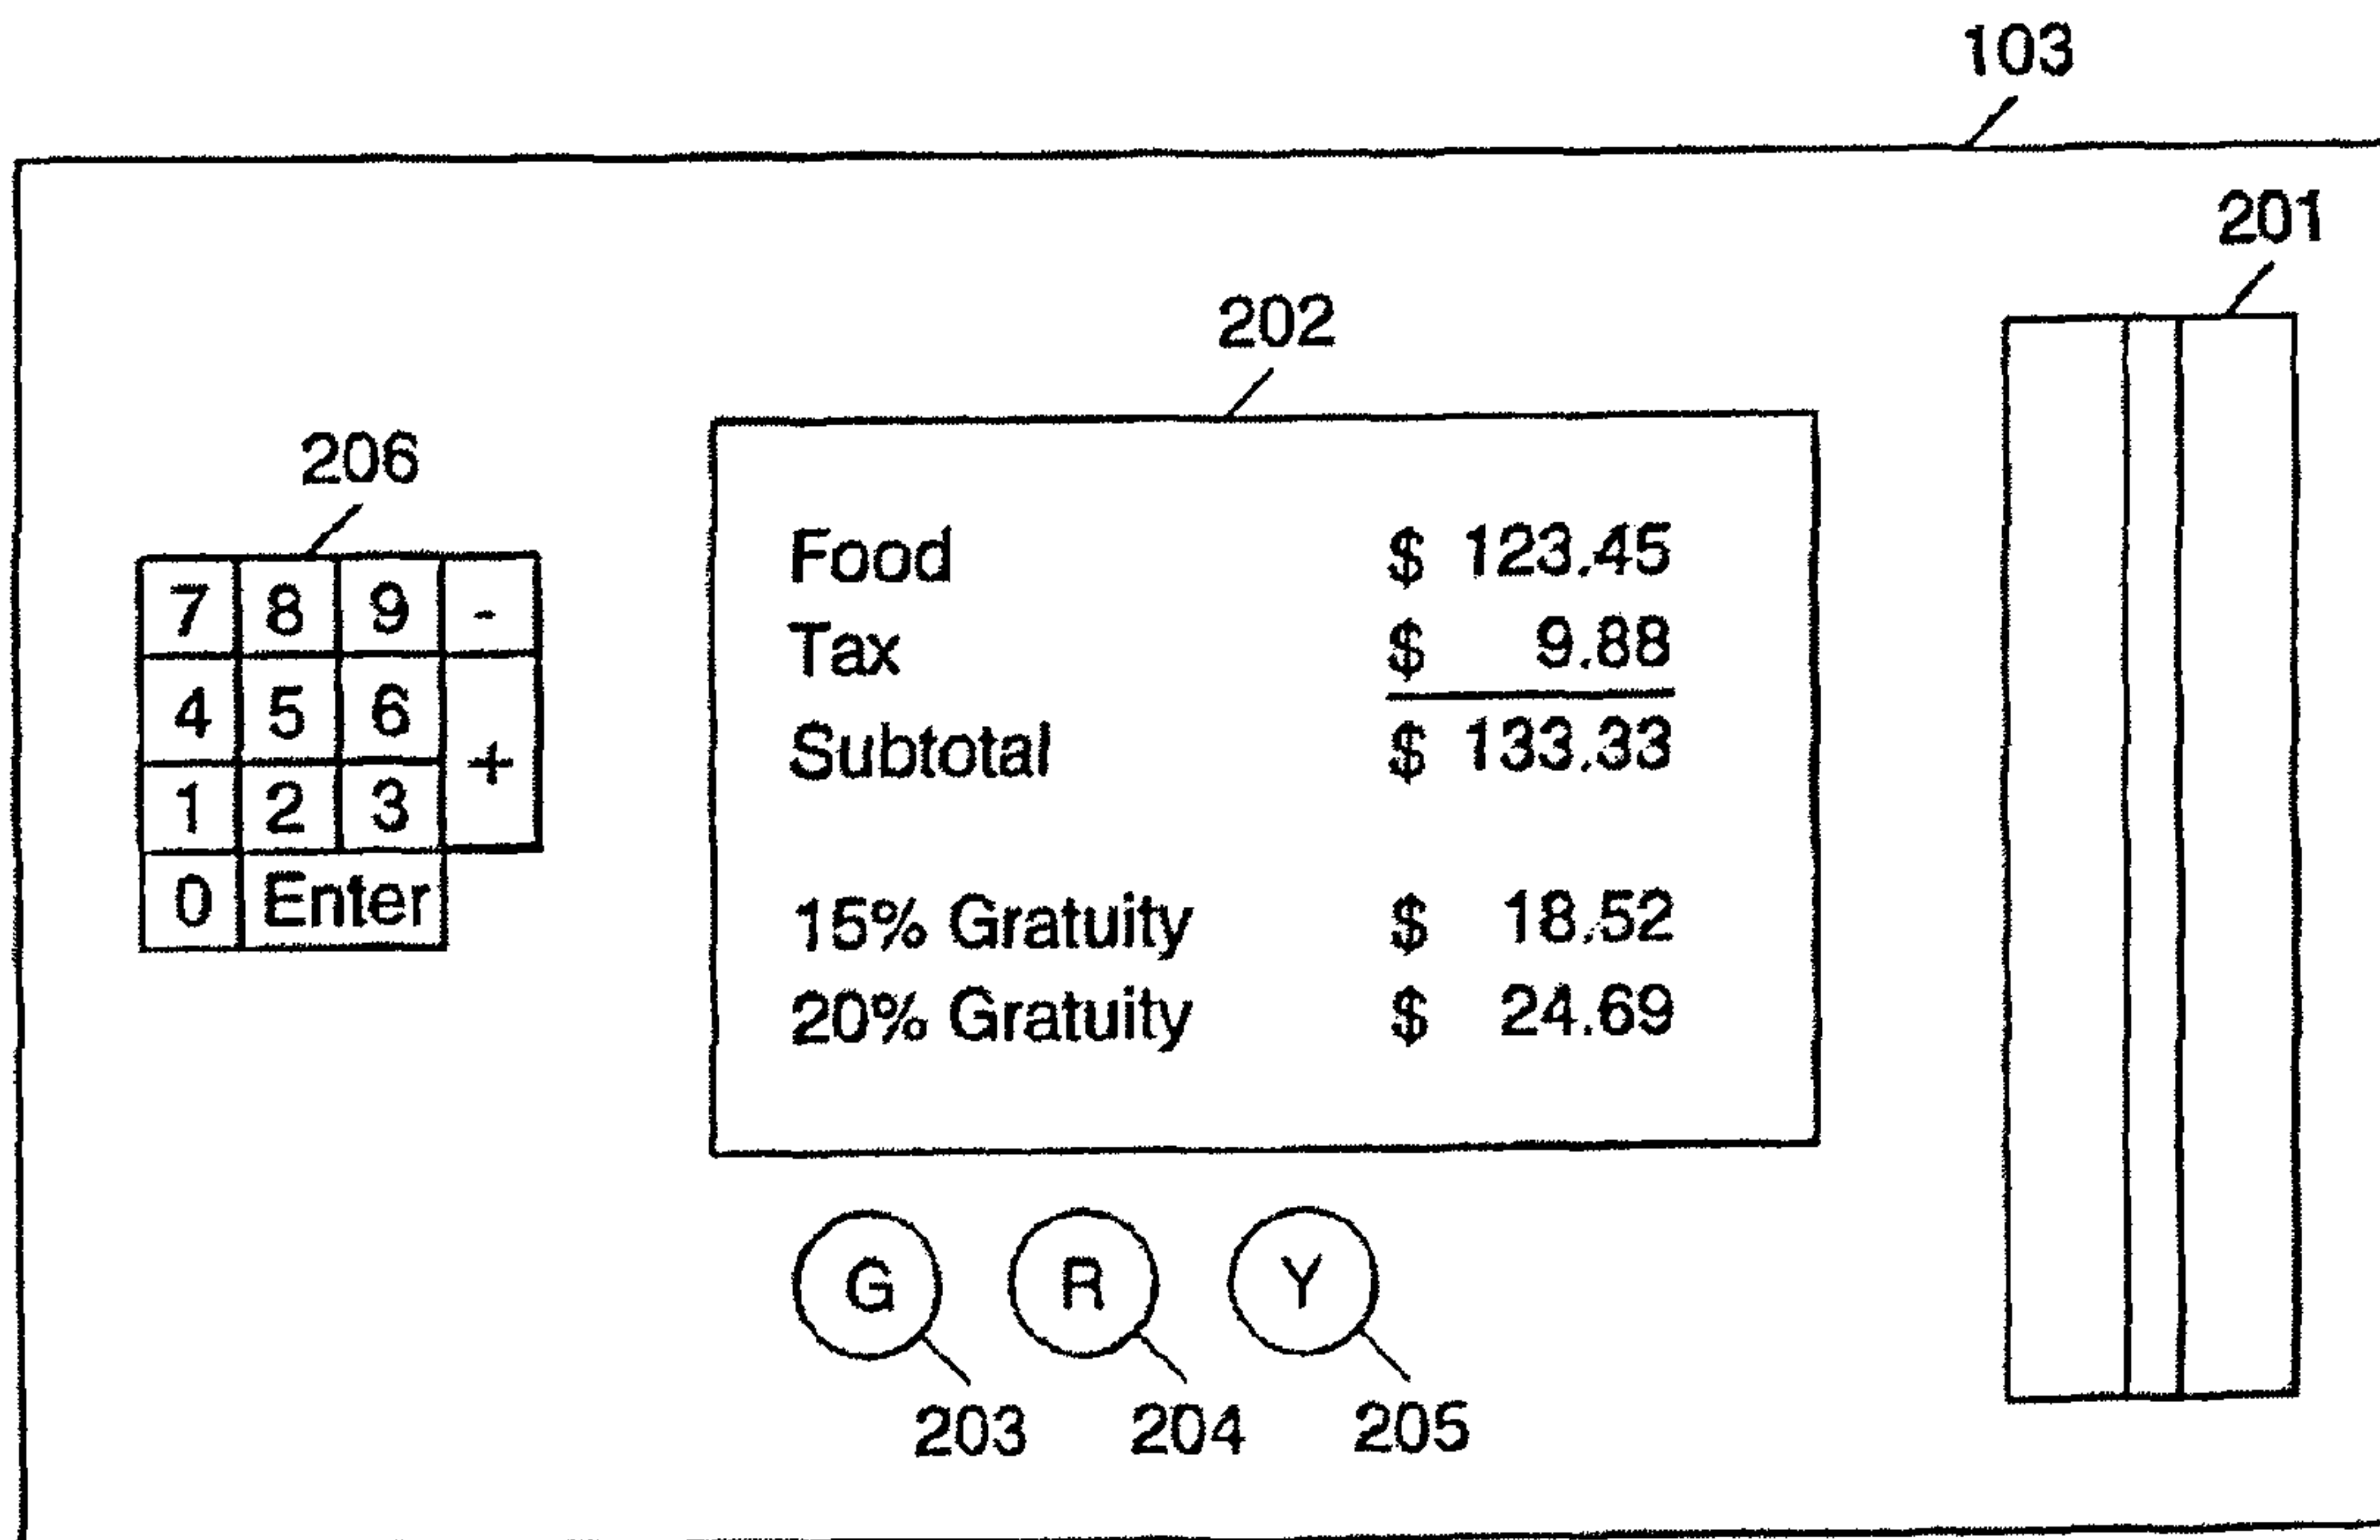 103
201
202
206
7 8 9 -
4 5 6 +
1 2 3
0 Enter
Food $ 123.45
Tax $ 9.88
Subtotal $ 133.33
15% Gratuity $ 18.52
20% Gratuity $ 24.69
G R Y
203 204 205